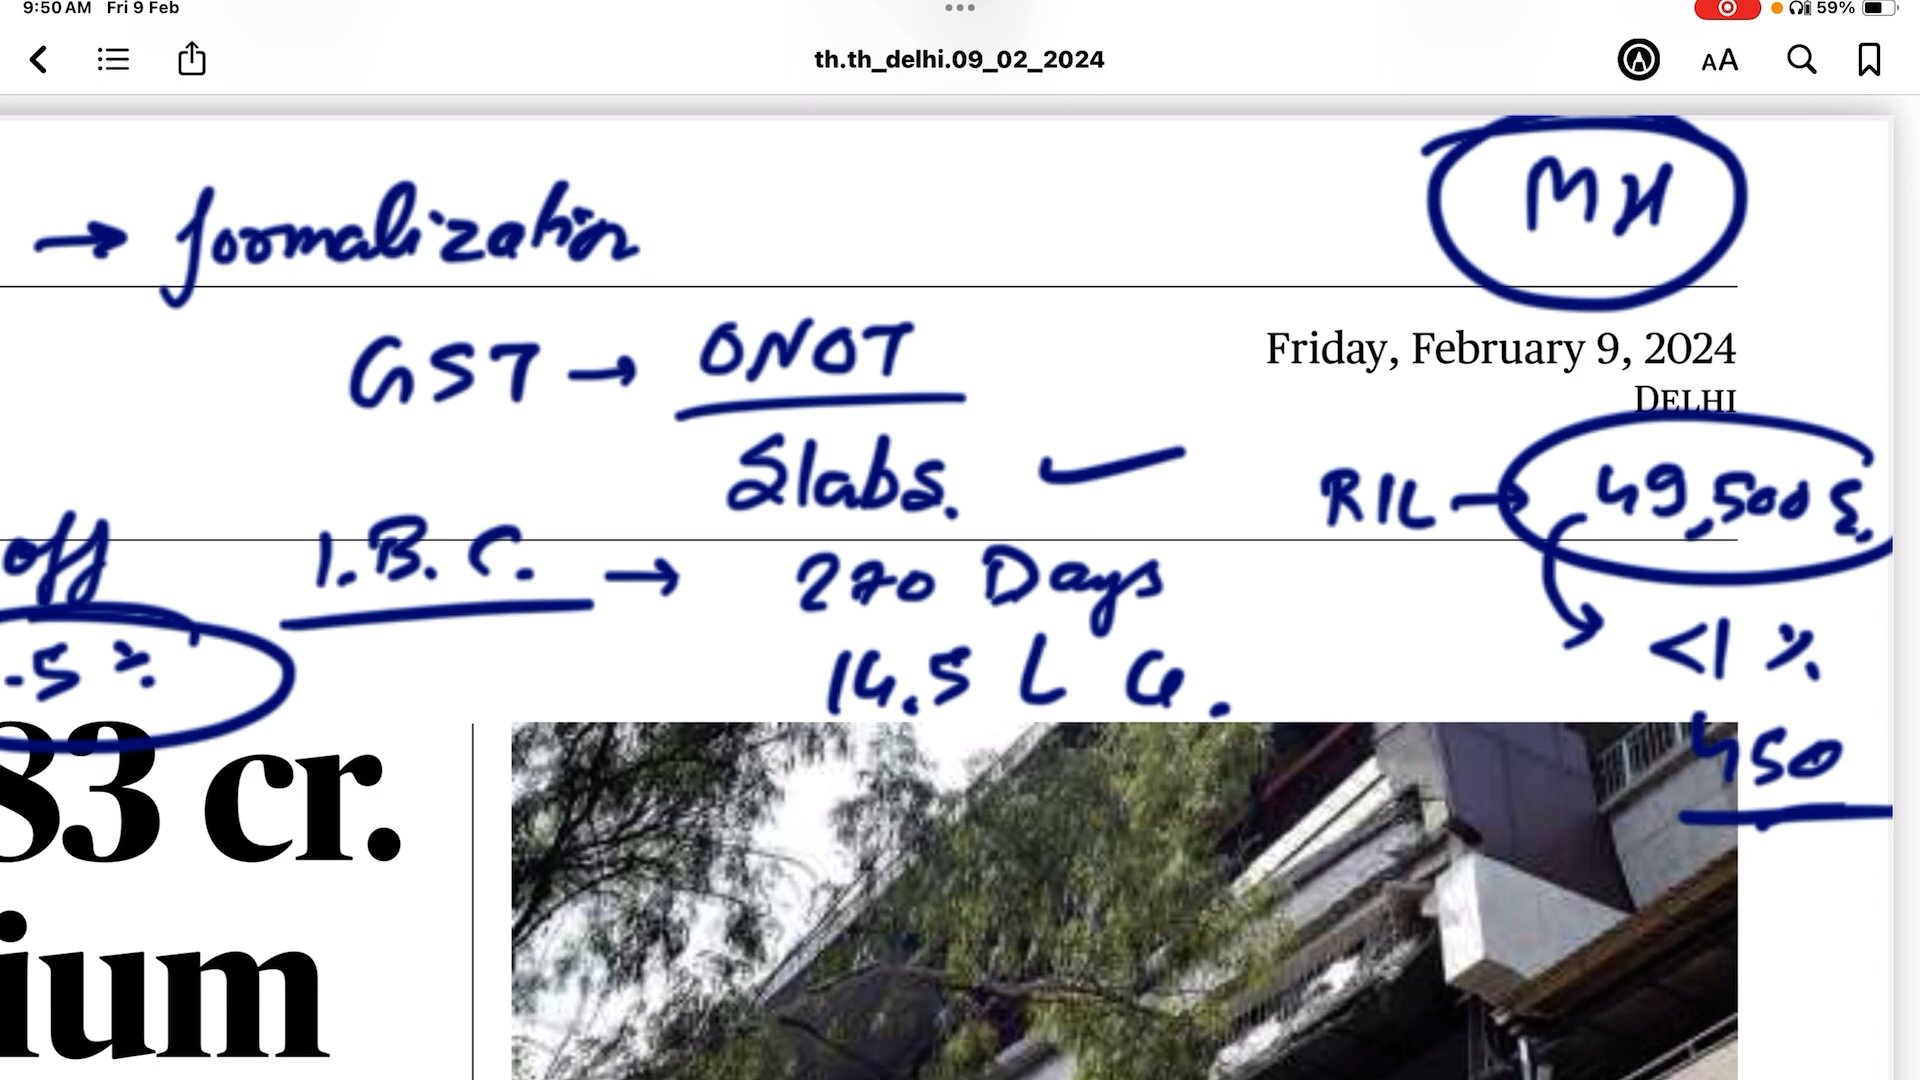 9:50 AM Fri 9 Feb
59%
th.th_delhi.09_02_2024
AA
MH
→ formalization
GST → ONOT
Friday, February 9, 2024
DELHI
Slabs.
RIL → 49,500
off
I.B.C. → 270 Days
<1 %
.5 %
14.5 L Cr.
450
83 cr.
ium